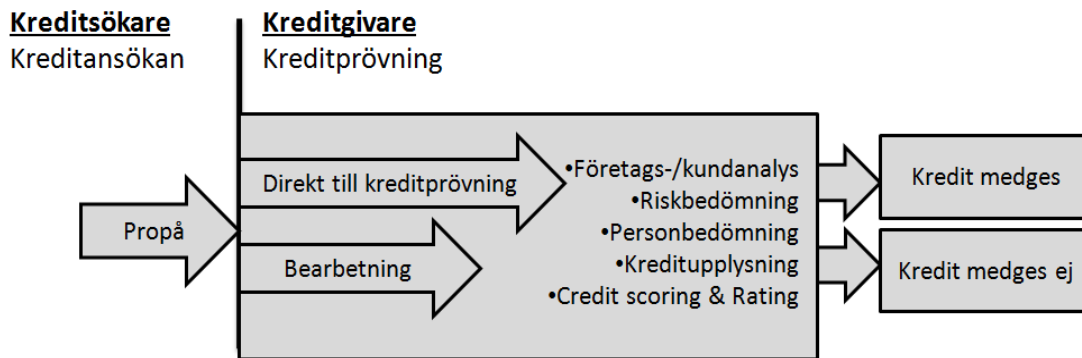 Kreditsökare
Kreditansökan
Kreditgivare
Kreditprövning
Propå
Direkt till kreditprövning
Bearbetning
•Företags-/kundanalys
•Riskbedömning
•Personbedömning
•Kreditupplysning
•Credit scoring & Rating
Kredit medges
Kredit medges ej